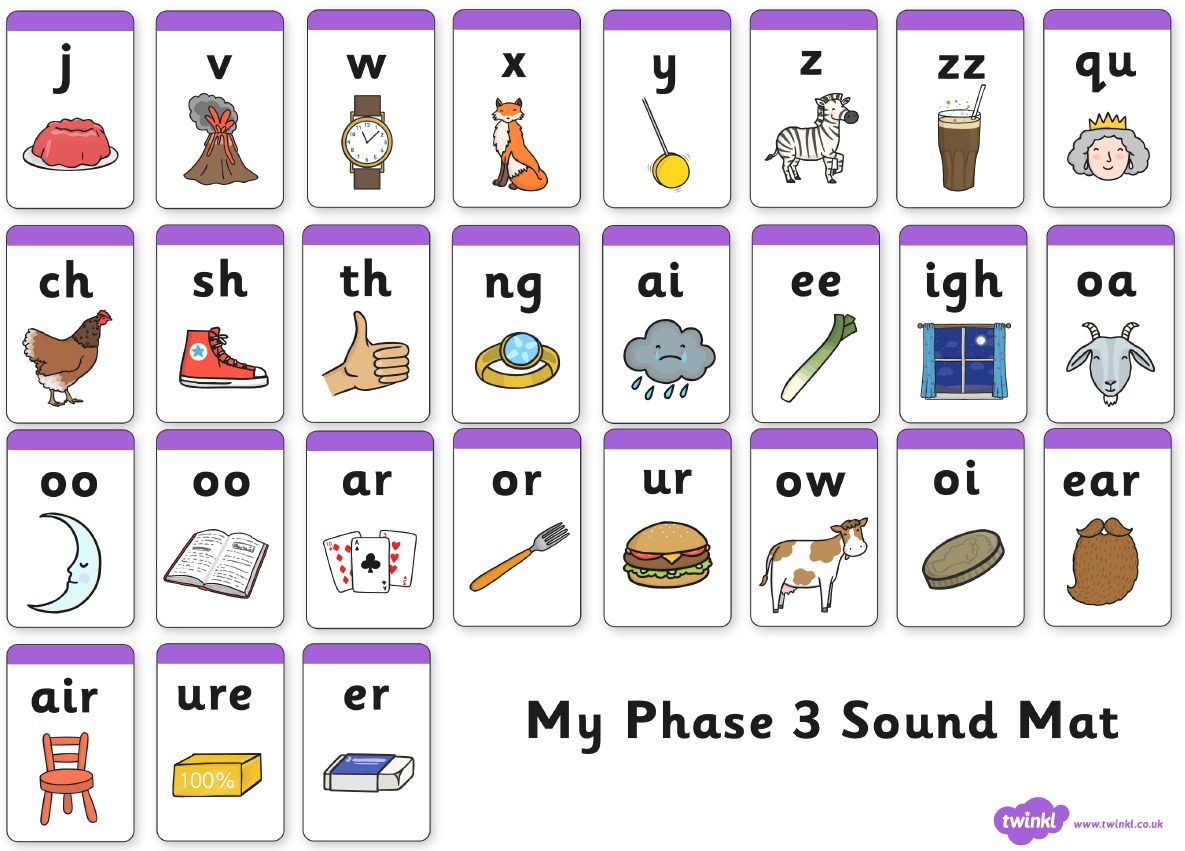 j v w x y z zz qu
ch sh th ng ai ee igh oa
oo oo ar or ur ow oi ear
air ure er
100%
My Phase 3 Sound Mat
twinkl www.twinkl.co.uk